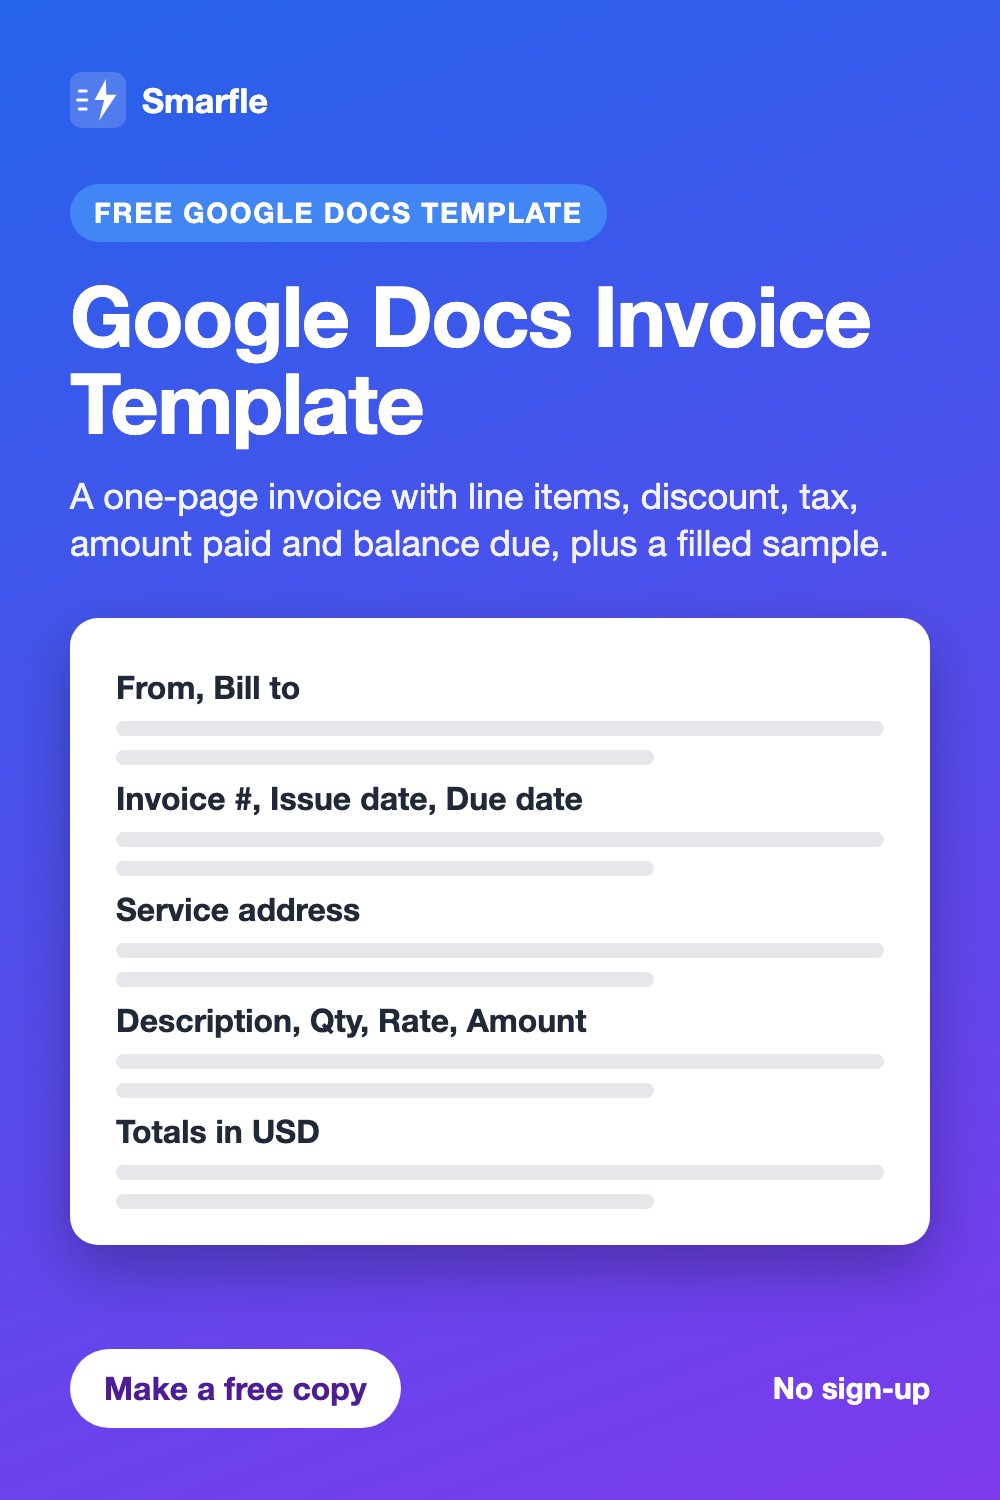 Smarfle
FREE GOOGLE DOCS TEMPLATE
Google Docs Invoice
Template
A one-page invoice with line items, discount, tax,
amount paid and balance due, plus a filled sample.
From, Bill to
Invoice #, Issue date, Due date
Service address
Description, Qty, Rate, Amount
Totals in USD
Make a free copy
No sign-up